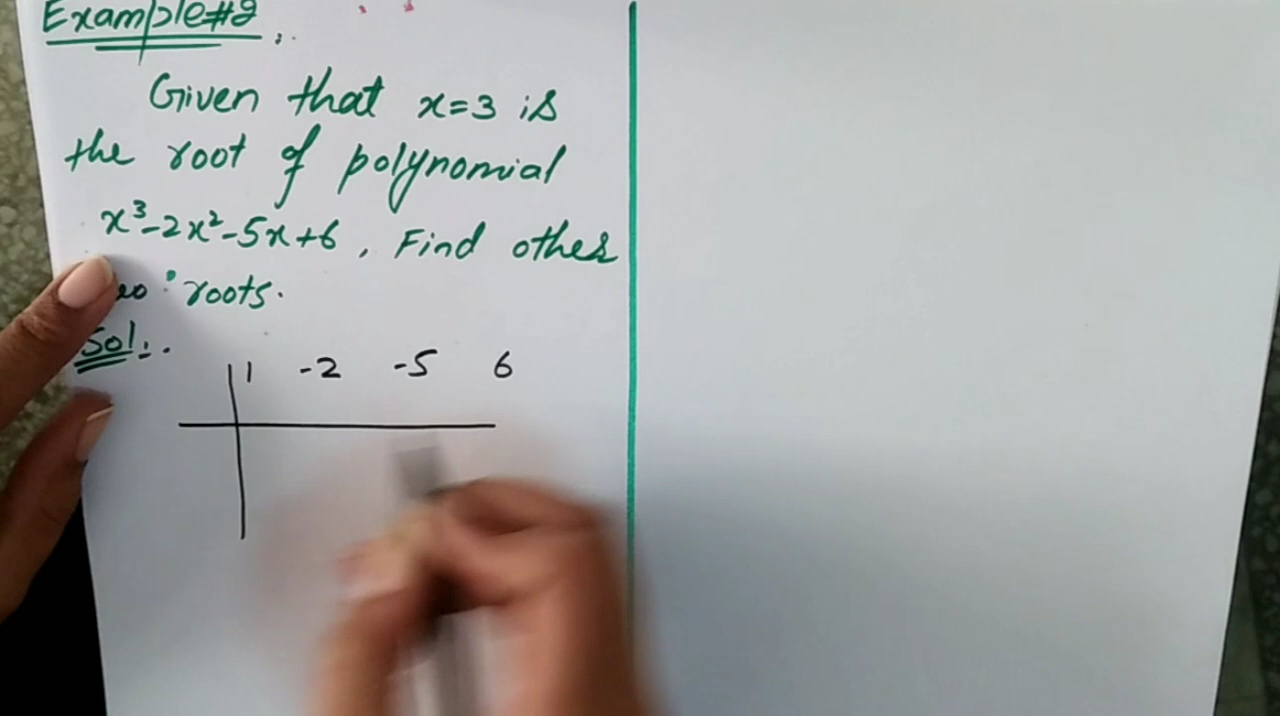 Example#2
Given that x=3 is
the root of polynomial
x³-2x²-5x+6, Find other
roots.
Sol:.
1 -2 -5 6